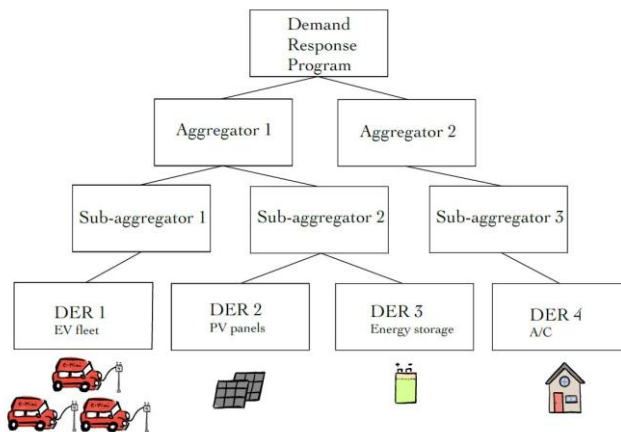 Demand
Response
Program
Aggregator 1
Aggregator 2
Sub-aggregator 1
Sub-aggregator 2
Sub-aggregator 3
DER 1
EV fleet
DER 2
PV panels
DER 3
Energy storage
DER 4
A/C